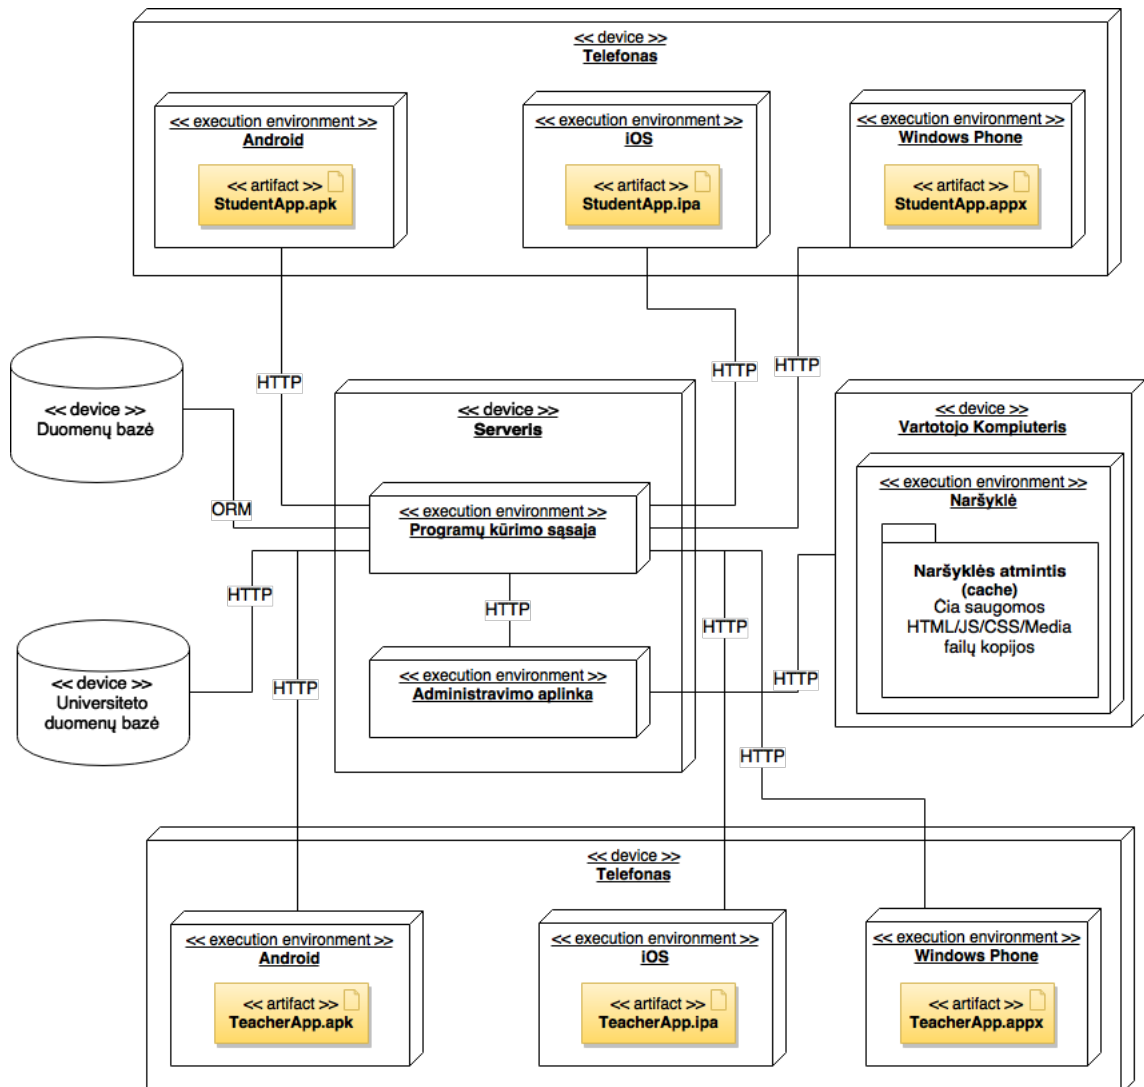 << device >>
Telefonas
<< execution environment >>
Android
<< artifact >>
StudentApp.apk
<< execution environment >>
iOS
<< artifact >>
StudentApp.ipa
<< execution environment >>
Windows Phone
<< artifact >>
StudentApp.appx
HTTP
HTTP
HTTP
<< device >>
Duomenų bazė
ORM
<< device >>
Serveris
<< execution environment >>
Programų kūrimo sąsaja
HTTP
<< execution environment >>
Administravimo aplinka
<< device >>
Vartotojo Kompiuteris
<< execution environment >>
Naršyklė
Naršyklės atmintis
(cache)
Čia saugomos
HTML/JS/CSS/Media
failų kopijos
HTTP
<< device >>
Universiteto
duomenų bazė
HTTP
HTTP
HTTP
HTTP
<< device >>
Telefonas
<< execution environment >>
Android
<< artifact >>
TeacherApp.apk
<< execution environment >>
iOS
<< artifact >>
TeacherApp.ipa
<< execution environment >>
Windows Phone
<< artifact >>
TeacherApp.appx